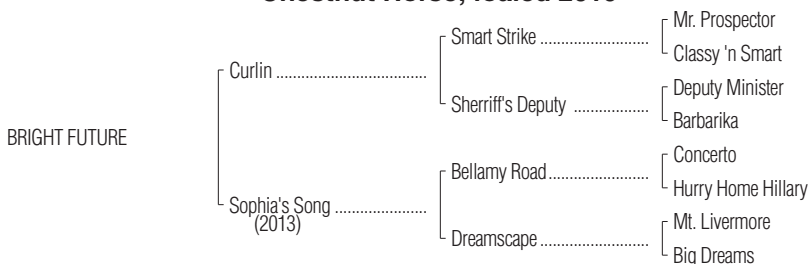 Chestnut Horse, foaled
Mr. Prospector
Smart Strike ............................
Classy 'n Smart
Curlin ........................................
Deputy Minister
Sherriff's Deputy ...................
Barbarika
BRIGHT FUTURE
Concerto
Bellamy Road..........................
Hurry Home Hillary
Sophia's Song ........................
(2013)
Mt. Livermore
Dreamscape ............................
Big Dreams